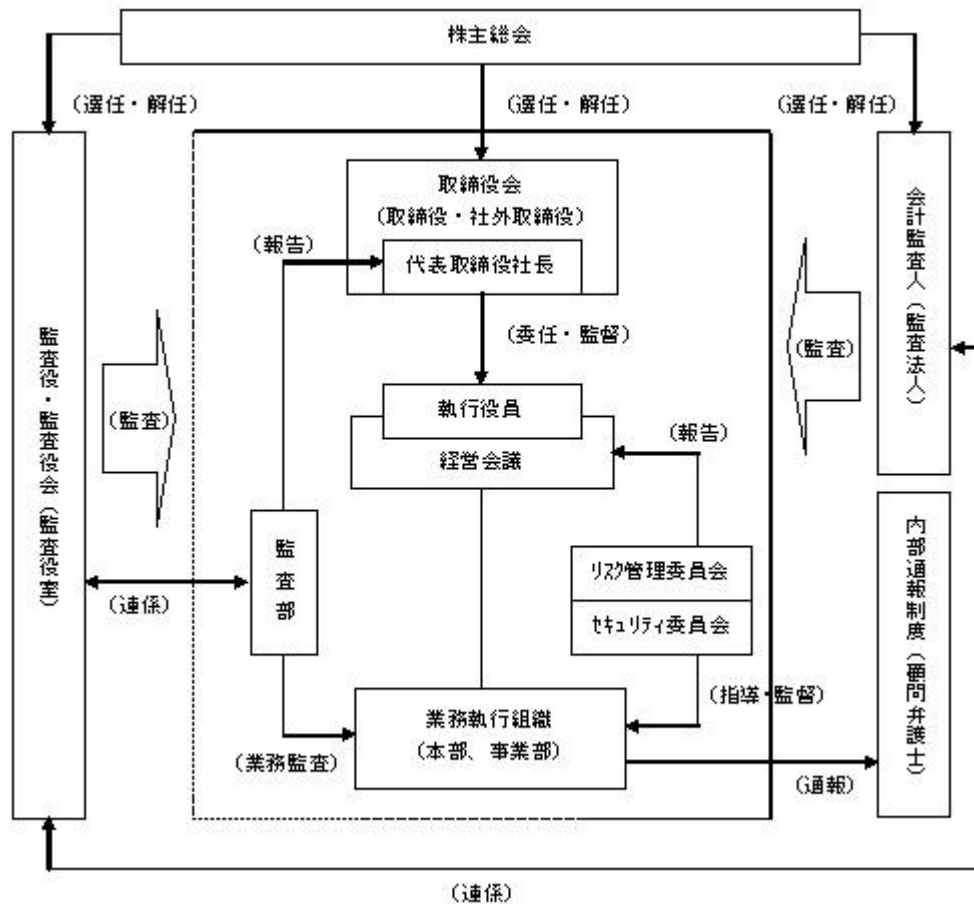 株主総会
(選任・解任)
(選任・解任)
(選任・解任)
取締役会
(取締役・社外取締役)
(報告)
代表取締役社長
会計監査人(監査法人)
監査役・監査役会(監査役室)
(監査)
(委任・監督)
(監査)
執行役員
(報告)
経営会議
監査部
リスク管理委員会
セキュリティ委員会
内部通報制度(顧問弁護士)
(連係)
(指導・監督)
業務執行組織
(本部、事業部)
(業務監査)
(通報)
(連係)